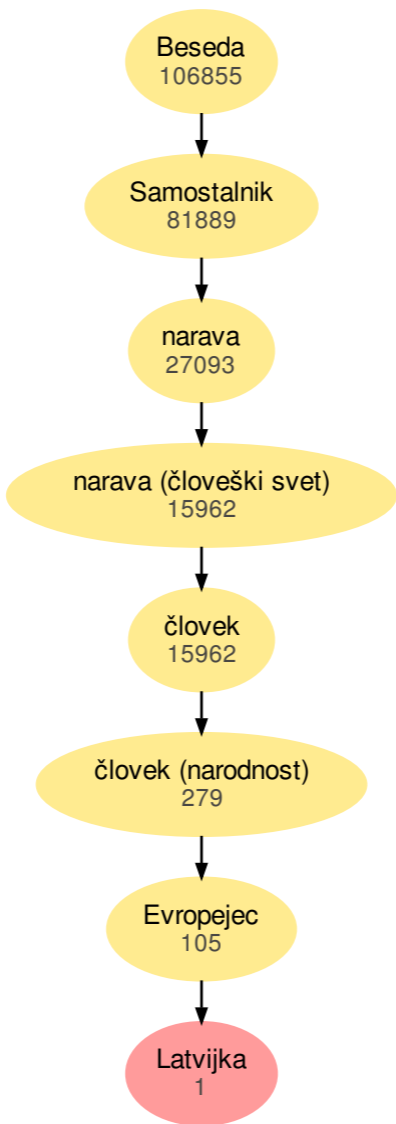 Beseda
106855
Samostalnik
81889
narava
27093
narava (človeški svet)
15962
človek
15962
človek (narodnost)
279
Evropejec
105
Latvijka
1